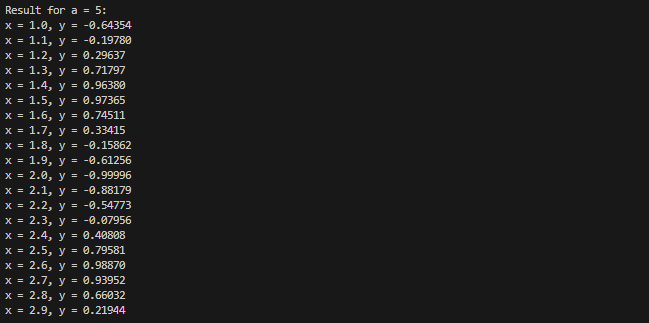 Result for a = 5:
x = 1.0, y = -0.64354
x = 1.1, y = -0.19780
x = 1.2, y = 0.29637
x = 1.3, y = 0.71797
x = 1.4, y = 0.96380
x = 1.5, y = 0.97365
x = 1.6, y = 0.74511
x = 1.7, y = 0.33415
x = 1.8, y = -0.15862
x = 1.9, y = -0.61256
x = 2.0, y = -0.99996
x = 2.1, y = -0.88179
x = 2.2, y = -0.54773
x = 2.3, y = -0.07956
x = 2.4, y = 0.40808
x = 2.5, y = 0.79581
x = 2.6, y = 0.98870
x = 2.7, y = 0.93952
x = 2.8, y = 0.66032
x = 2.9, y = 0.21944